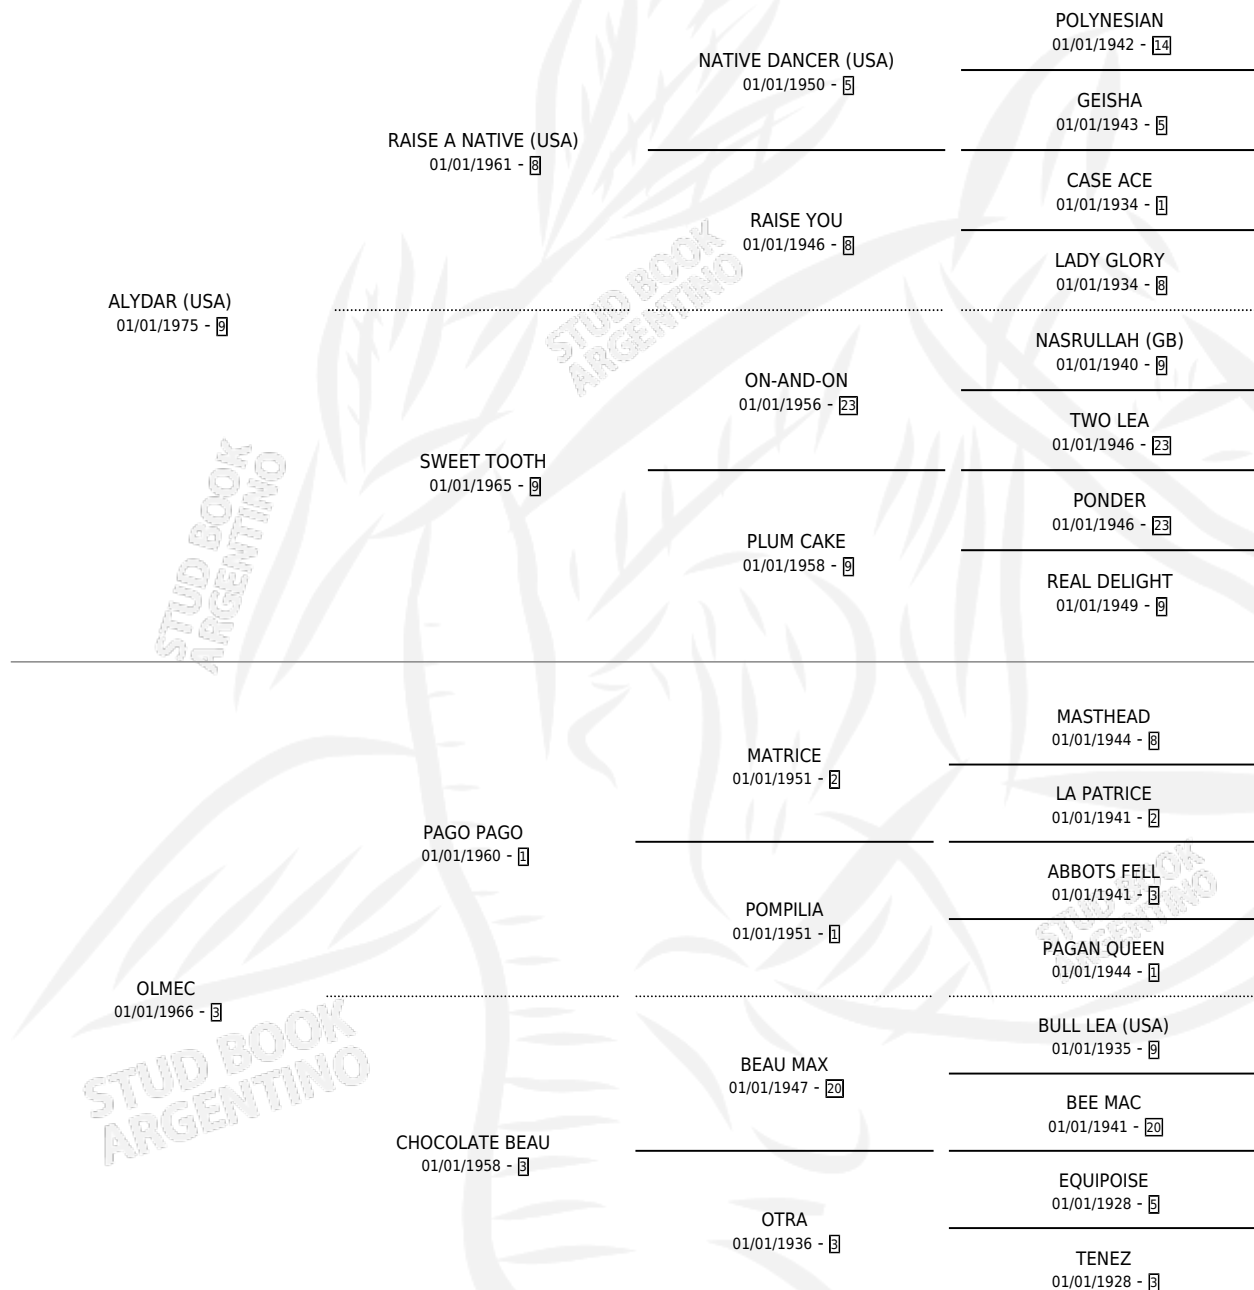 POLYNESIAN
01/01/1942 - 14
NATIVE DANCER (USA)
01/01/1950 - 5
GEISHA
01/01/1943 - 5
RAISE A NATIVE (USA)
01/01/1961 - 8
CASE ACE
01/01/1934 - 1
RAISE YOU
01/01/1946 - 8
LADY GLORY
01/01/1934 - 8
ALYDAR (USA)
01/01/1975 - 9
STUD BOOK
ARGENTINO
NASRULLAH (GB)
01/01/1940 - 9
ON-AND-ON
01/01/1956 - 23
TWO LEA
01/01/1946 - 23
SWEET TOOTH
01/01/1965 - 9
PONDER
01/01/1946 - 23
PLUM CAKE
01/01/1958 - 9
REAL DELIGHT
01/01/1949 - 9
STUD BOOK
ARGENTINO
MASTHEAD
01/01/1944 - 8
MATRICE
01/01/1951 - 2
LA PATRICE
01/01/1941 - 2
PAGO PAGO
01/01/1960 - 1
ABBOTS FELL
01/01/1941 - 3
POMPILIA
01/01/1951 - 1
STUD BOOK
ARGENTINO
PAGAN QUEEN
01/01/1944 - 1
OLMEC
01/01/1966 - 3
BULL LEA (USA)
01/01/1935 - 9
BEAU MAX
01/01/1947 - 20
STUD BOOK
ARGENTINO
BEE MAC
01/01/1941 - 20
CHOCOLATE BEAU
01/01/1958 - 3
EQUIPOISE
01/01/1928 - 5
OTRA
01/01/1936 - 3
TENEZ
01/01/1928 - 3